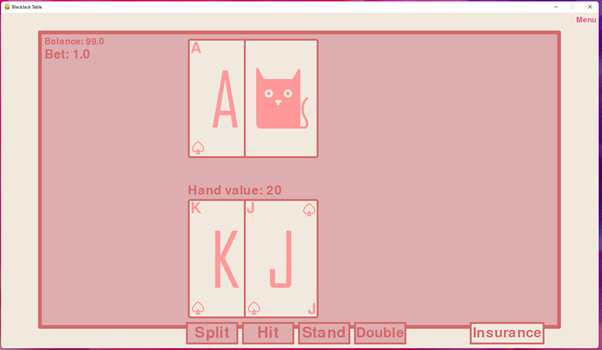 BlackJack Table
Menu
Balance: 99.0
Bet: 1.0
A
A
Hand value: 20
K
J
K
J
J
Split
Hit
Stand
Double
Insurance